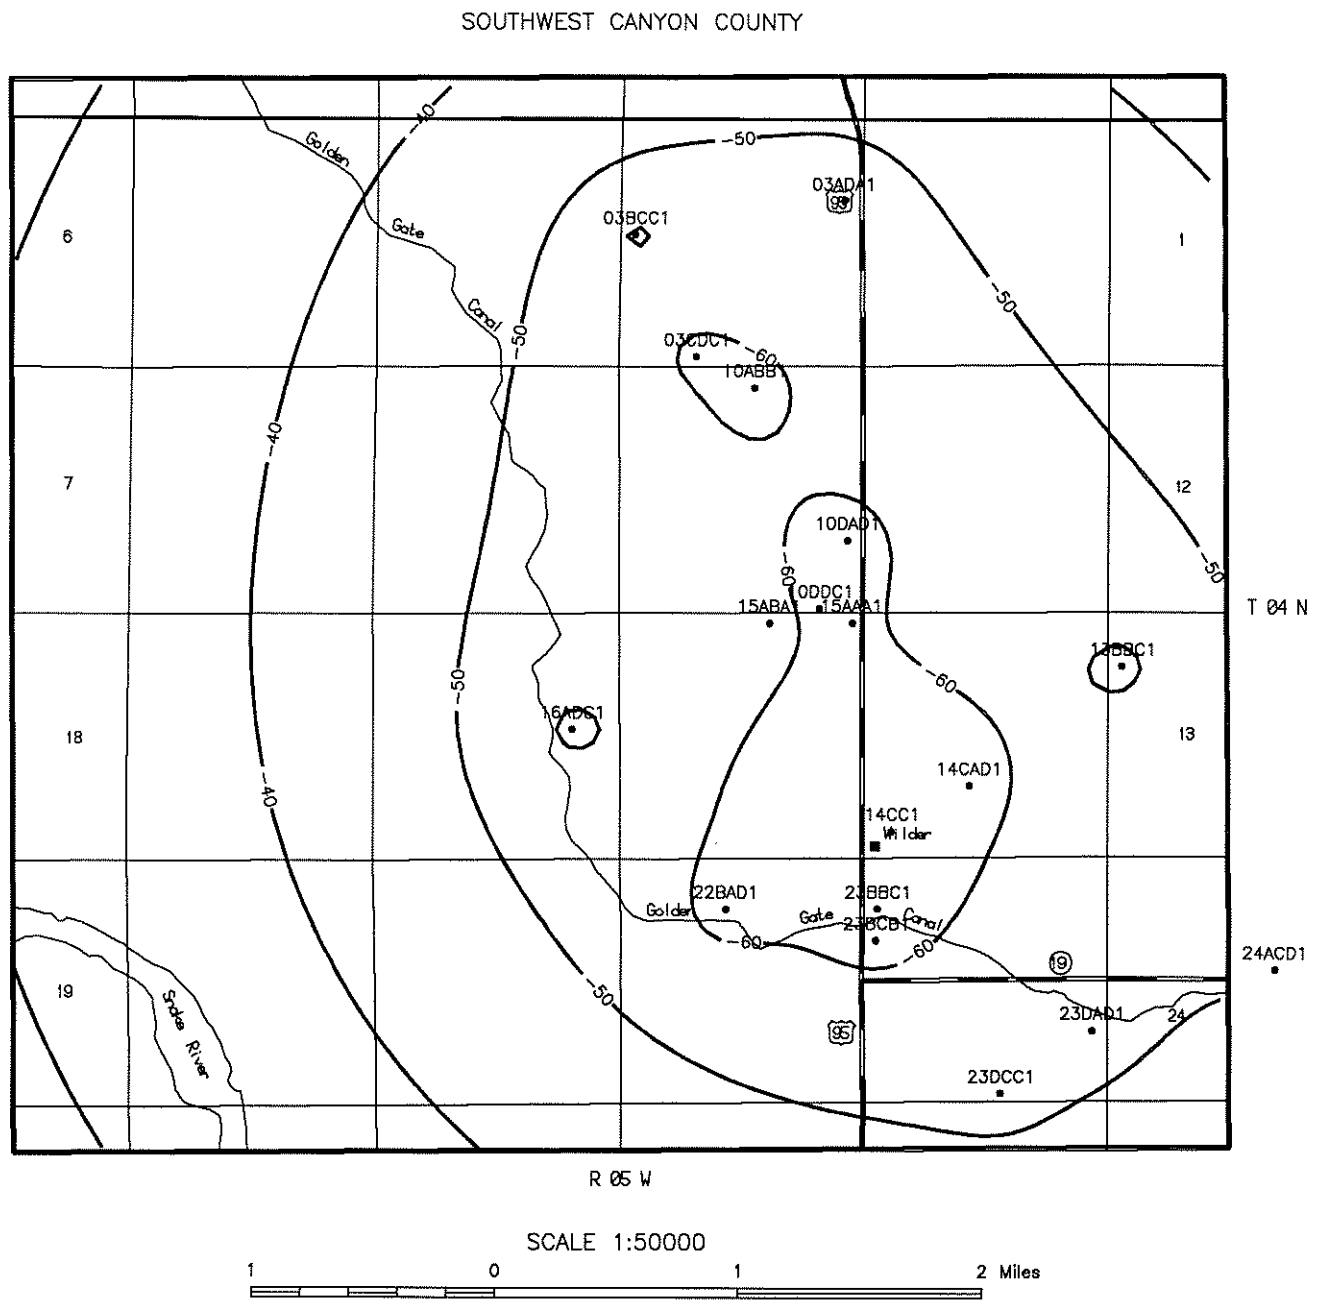 SOUTHWEST CANYON COUNTY
-40
Golden
-50
03ADA1
95
03BCC1
Gate
6
1
-50
Canal
-50
03CDC1
-60
10ABB1
-40
7
12
10DAD1
-50
-60
10DDC1
15ABA1
15AAA1
T 04 N
13BBC1
-50
-60
16ADC1
18
13
14CAD1
-40
14CC1
Wilder
22BAD1
23BBC1
Golden
Gate
Canal
23BCB1
-60
-60
24ACD1
19
19
-50
Snake River
23DAD1
24
95
23DCC1
R 05 W
SCALE 1:50000
1 0 1 2 Miles